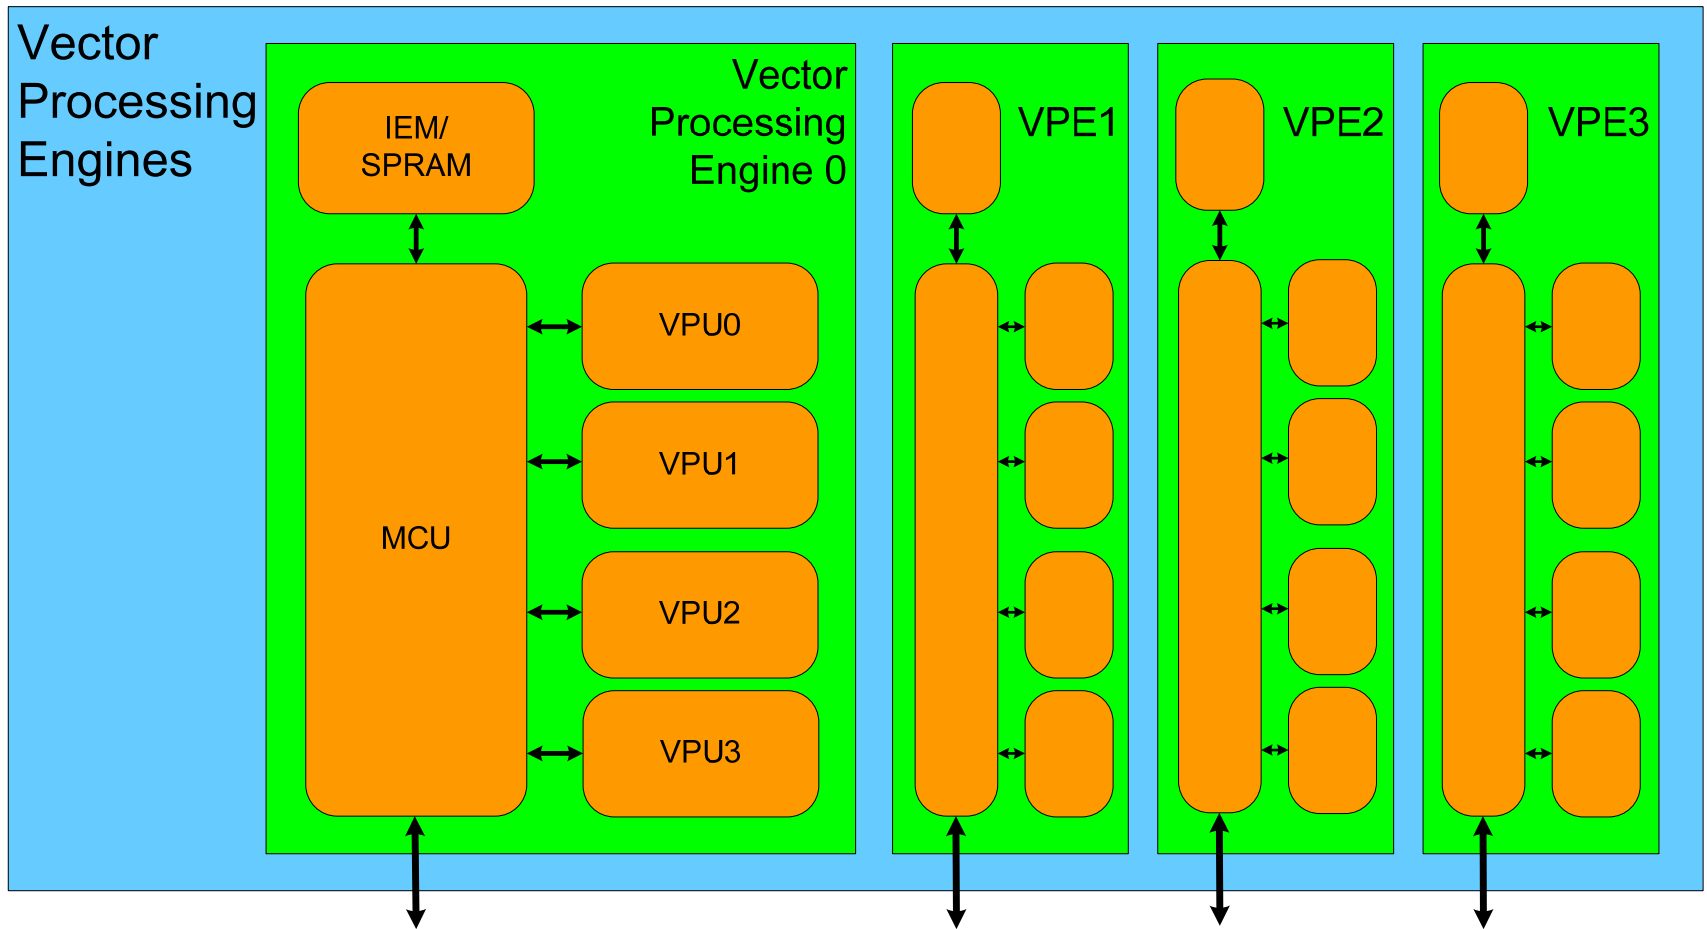 Vector
Processing
Engines
Vector
Processing
Engine 0
IEM/
SPRAM
MCU
VPU0
VPU1
VPU2
VPU3
VPE1
VPE2
VPE3